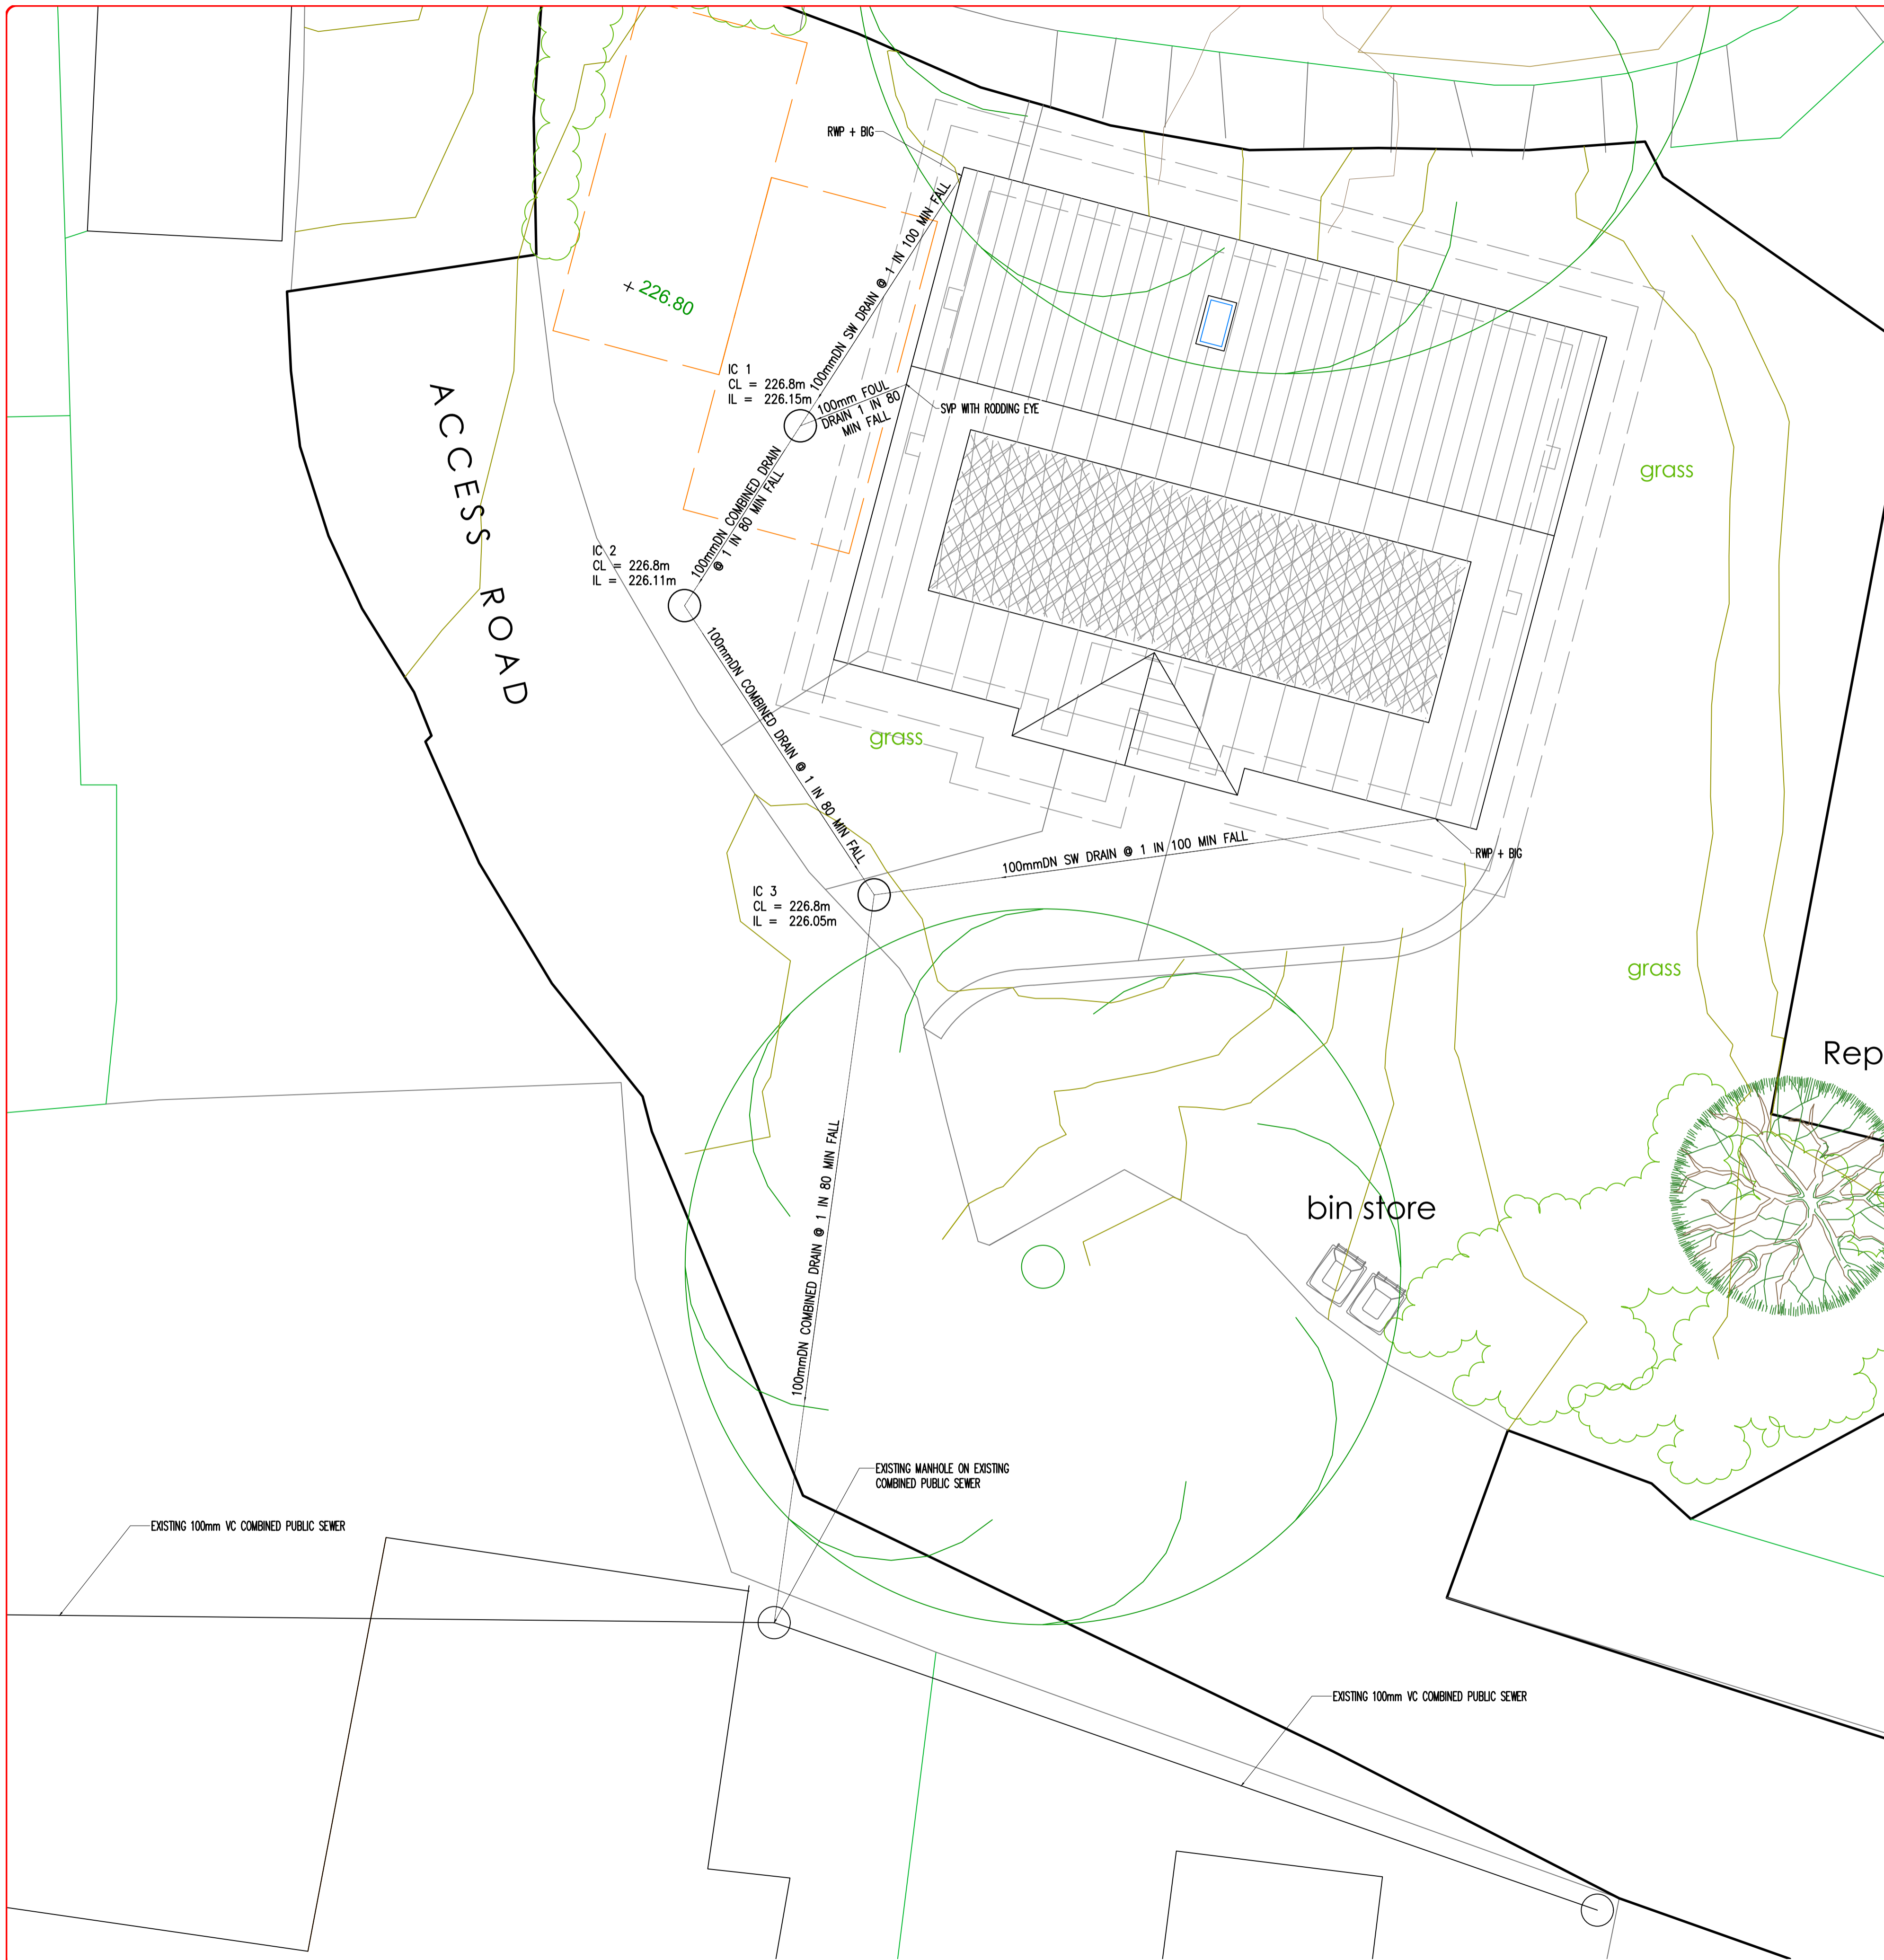 RWP + BIG
100mmDN SW DRAIN @ 1 IN 100 MIN FALL
+ 226.80
IC 1
CL = 226.8m
IL = 226.15m
100mm FOUL
DRAIN 1 IN 80
MIN FALL
SVP WITH RODDING EYE
ACCESS ROAD
100mmDN COMBINED DRAIN
@ 1 IN 80 MIN FALL
grass
IC 2
CL = 226.8m
IL = 226.11m
100mmDN COMBINED DRAIN @ 1 IN 80 MIN FALL
grass
100mmDN SW DRAIN @ 1 IN 100 MIN FALL
RWP + BIG
IC 3
CL = 226.8m
IL = 226.05m
grass
Rep
100mmDN COMBINED DRAIN @ 1 IN 80 MIN FALL
bin store
EXISTING MANHOLE ON EXISTING
COMBINED PUBLIC SEWER
EXISTING 100mm VC COMBINED PUBLIC SEWER
EXISTING 100mm VC COMBINED PUBLIC SEWER